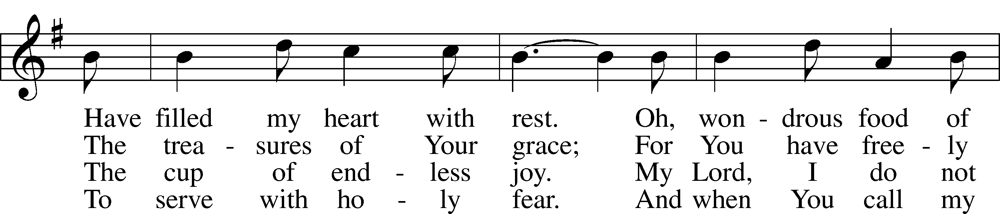 Have filled my heart with rest. Oh, won - drous food of
The trea - sures of Your grace; For You have free - ly
The cup of end - less joy. My Lord, I do not
To serve with ho - ly fear. And when You call my